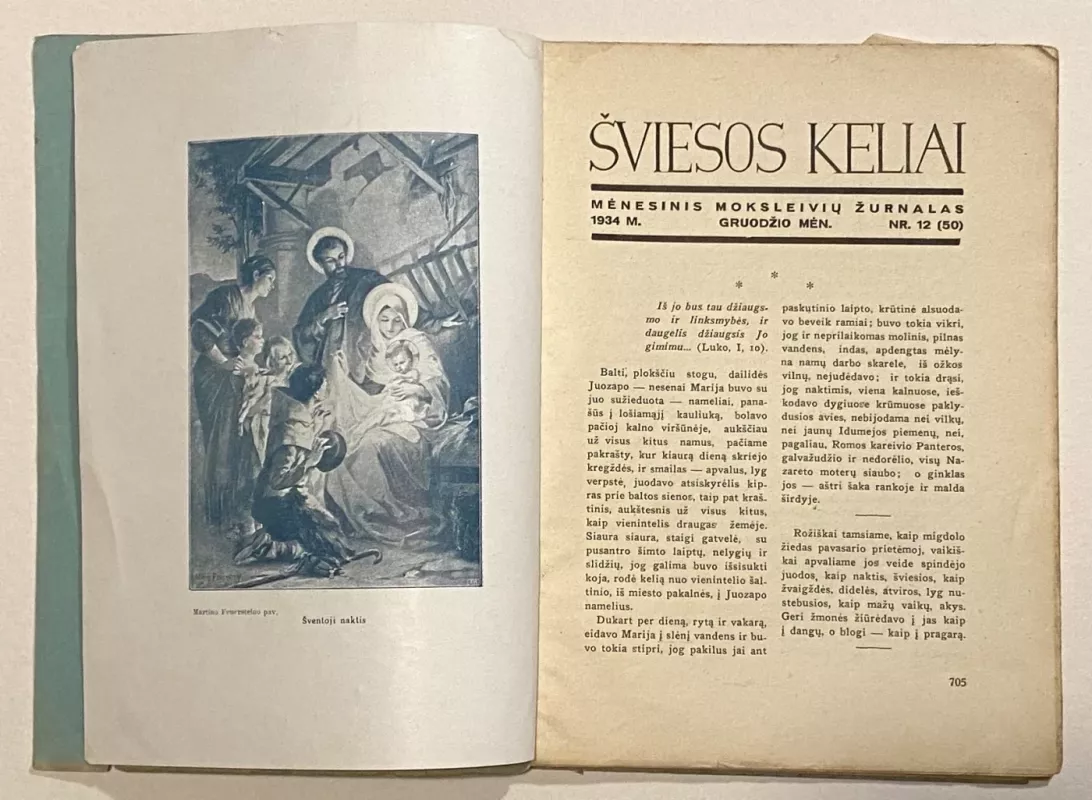 Martino Feuersteino pav.
Šventoji naktis
ŠVIESOS KELIAI
MĖNESINIS MOKSLEIVIŲ ŽURNALAS
1934 M. GRUODŽIO MĖN. NR. 12 (50)
* * *
Iš jo bus tau džiaugs-
mo ir linksmybės, ir
daugelis džiaugsis Jo
gimimu... (Luko, I, 10).
Balti, plokščiu stogu, dailidės
Juozapo — nesenai Marija buvo su
juo sužieduota — nameliai, pana-
šūs į lošiamąjį kauliuką, bolavo
pačioj kalno viršūnėje, aukščiau
už visus kitus namus, pačiame
pakrašty, kur kiaurą dieną skriejo
kregždės, ir smailas — apvalus, lyg
verpstė, juodavo atsiskyrėlis kip-
ras prie baltos sienos, taip pat kraš-
tinis, aukštesnis už visus kitus,
kaip vienintelis draugas žemėje.
Siaura siaura, staigi gatvelė, su
pusantro šimto laiptų, nelygių ir
slidžių, jog galima buvo išsisukti
koja, rodė kelią nuo vienintelio šal-
tinio, iš miesto pakalnės, į Juozapo
namelius.
Dukart per dieną, rytą ir vakarą,
eidavo Marija į slėnį vandens ir bu-
vo tokia stipri, jog pakilus jai ant
paskutinio laipto, krūtinė alsuoda-
vo beveik ramiai; buvo tokia vikri,
jog ir neprilaikomas molinis, pilnas
vandens, indas, apdengtas mėly-
na namų darbo skarele, iš ožkos
vilnų, nejudėdavo; ir tokia drąsi,
jog naktimis, viena kalnuose, ieš-
kodavo dygiuose krūmuose pakly-
dusios avies, nebijodama nei vilkų,
nei jaunų Idumejos piemenų, nei,
pagaliau, Romos kareivio Panteros,
galvažudžio ir nedorėlio, visų Na-
zareto moterų siaubo; o ginklas
jos — aštri šaka rankoje ir malda
širdyje.
Rožiškai tamsiame, kaip migdolo
žiedas pavasario prietėmoj, vaikiš-
kai apvaliame jos veide spindėjo
juodos, kaip naktis, šviesios, kaip
žvaigždės, didelės, atviros, lyg nu-
stebusios, kaip mažų vaikų, akys.
Geri žmonės žiūrėdavo į jas kaip
į dangų, o blogi — kaip į pragarą.
705